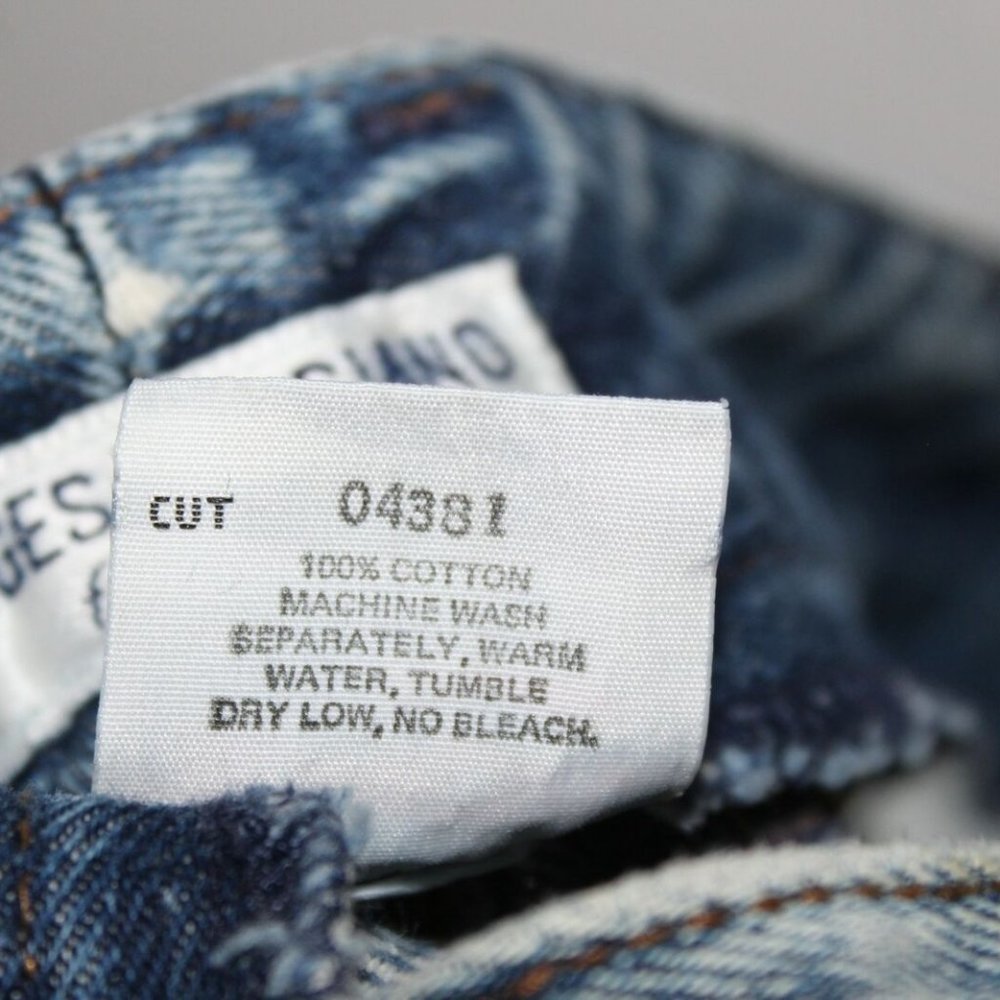 CUT 04381
100% COTTON
MACHINE WASH
SEPARATELY, WARM
WATER, TUMBLE
DRY LOW, NO BLEACH.